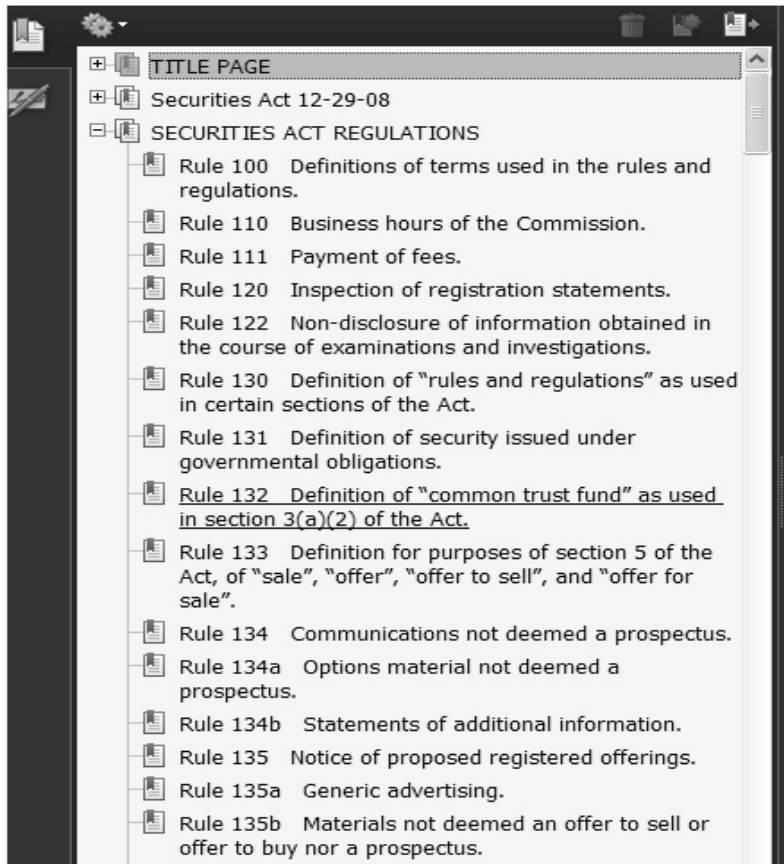 TITLE PAGE
Securities Act 12-29-08
SECURITIES ACT REGULATIONS
Rule 100   Definitions of terms used in the rules and
regulations.
Rule 110   Business hours of the Commission.
Rule 111   Payment of fees.
Rule 120   Inspection of registration statements.
Rule 122   Non-disclosure of information obtained in
the course of examinations and investigations.
Rule 130   Definition of “rules and regulations” as used
in certain sections of the Act.
Rule 131   Definition of security issued under
governmental obligations.
Rule 132   Definition of “common trust fund” as used
in section 3(a)(2) of the Act.
Rule 133   Definition for purposes of section 5 of the
Act, of “sale”, “offer”, “offer to sell”, and “offer for
sale”.
Rule 134   Communications not deemed a prospectus.
Rule 134a   Options material not deemed a
prospectus.
Rule 134b   Statements of additional information.
Rule 135   Notice of proposed registered offerings.
Rule 135a   Generic advertising.
Rule 135b   Materials not deemed an offer to sell or
offer to buy nor a prospectus.